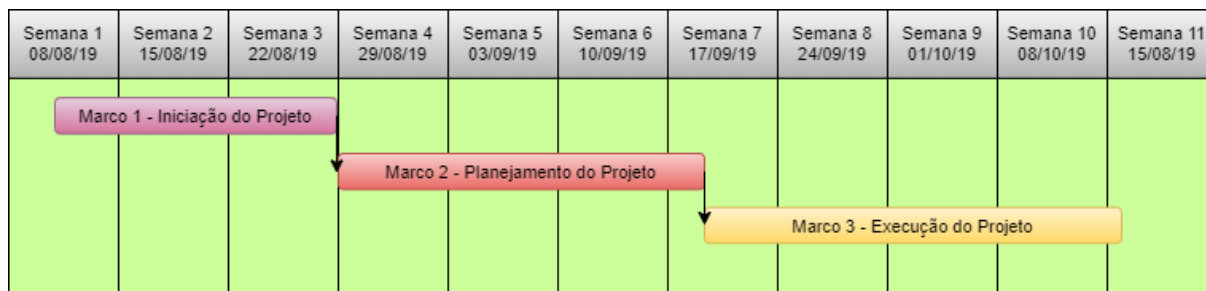 Semana 1
08/08/19
Semana 2
15/08/19
Semana 3
22/08/19
Semana 4
29/08/19
Semana 5
03/09/19
Semana 6
10/09/19
Semana 7
17/09/19
Semana 8
24/09/19
Semana 9
01/10/19
Semana 10
08/10/19
Semana 11
15/08/19
Marco 1 - Iniciação do Projeto
Marco 2 - Planejamento do Projeto
Marco 3 - Execução do Projeto